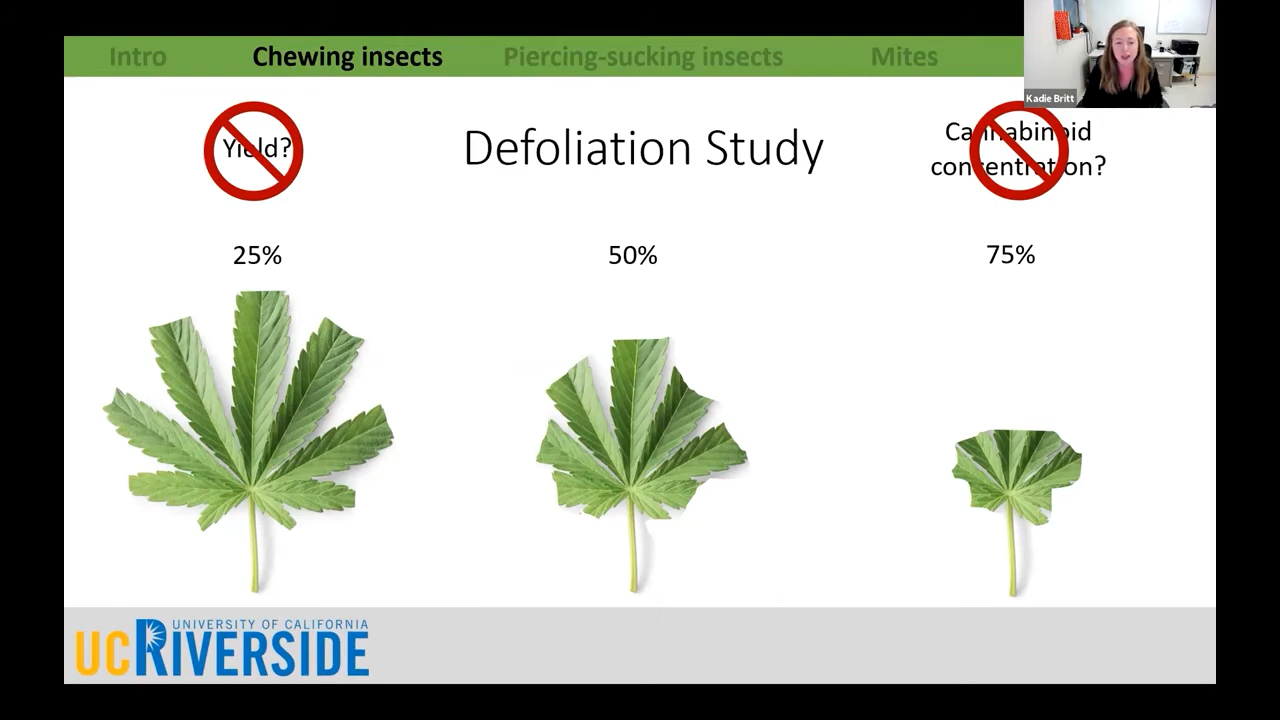 Intro Chewing insects Piercing-sucking insects Mites
Kadie Britt
Yield?
Defoliation Study
Cannabinoid
concentration?
25% 50% 75%
UNIVERSITY OF CALIFORNIA
UCRIVERSIDE